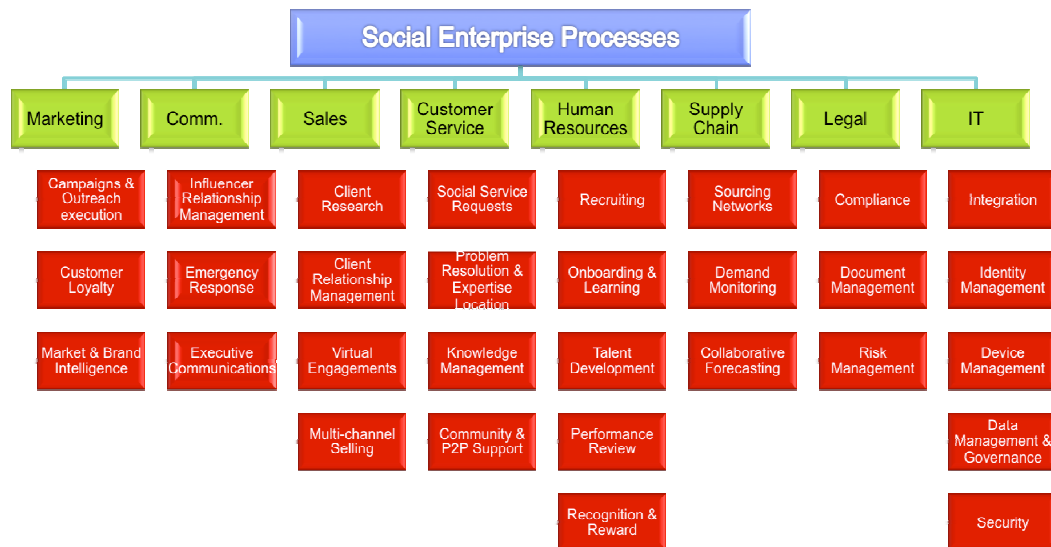 Social Enterprise Processes
Marketing
Comm.
Sales
Customer
Service
Human
Resources
Supply
Chain
Legal
IT
Campaigns &
Outreach
execution
Influencer
Relationship
Management
Client
Research
Social Service
Requests
Recruiting
Sourcing
Networks
Compliance
Integration
Customer
Loyalty
Emergency
Response
Client
Relationship
Management
Problem
Resolution &
Expertise
Location
Onboarding &
Learning
Demand
Monitoring
Document
Management
Identity
Management
Market & Brand
Intelligence
Executive
Communications
Virtual
Engagements
Knowledge
Management
Talent
Development
Collaborative
Forecasting
Risk
Management
Device
Management
Multi-channel
Selling
Community &
P2P Support
Performance
Review
Data
Management &
Governance
Recognition &
Reward
Security